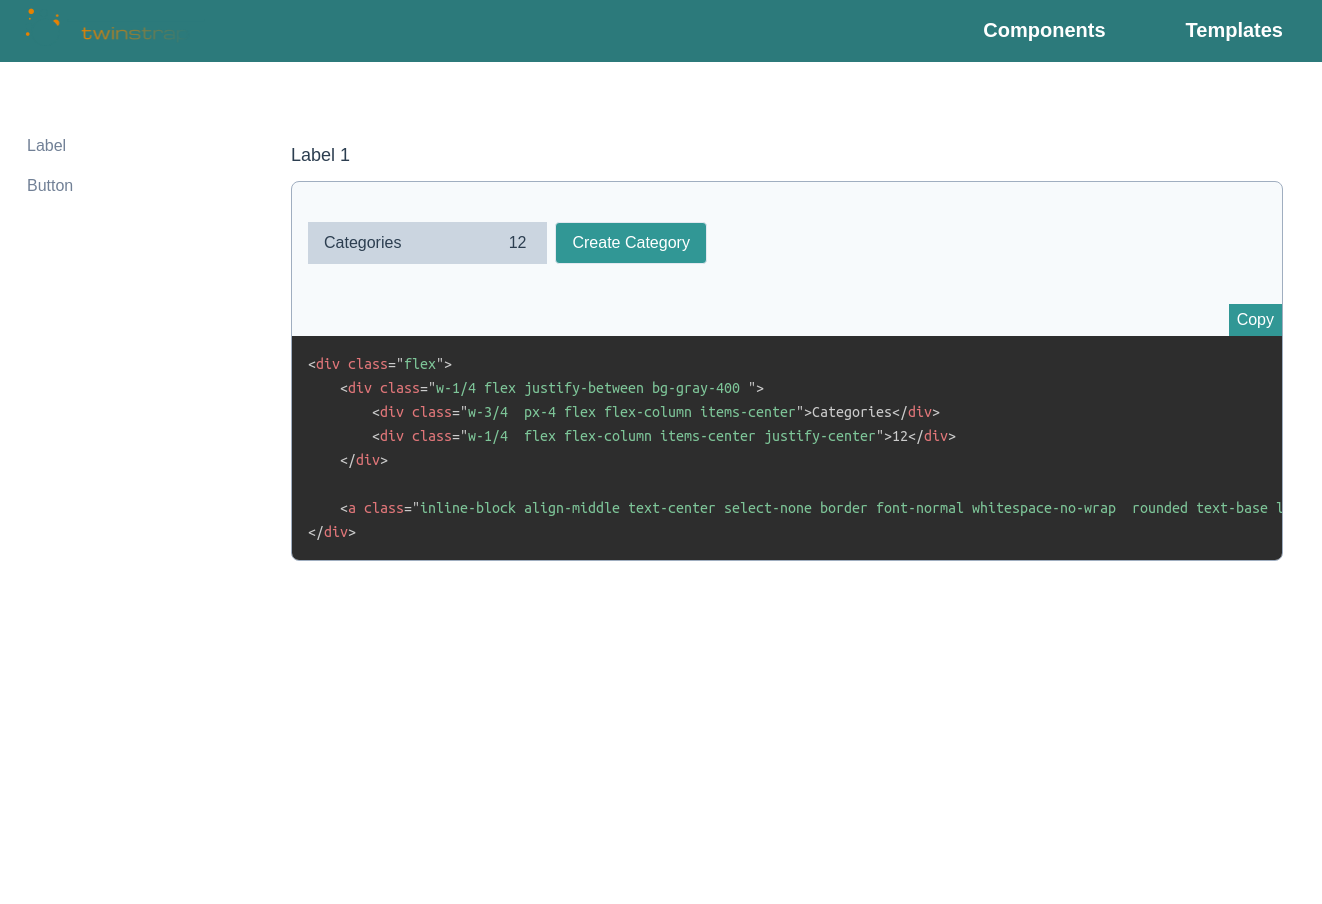 Components
Templates
Label
Button
Label 1
Categories 12
Create Category
Copy
<div class="flex">
    <div class="w-1/4 flex justify-between bg-gray-400 ">
        <div class="w-3/4  px-4 flex flex-column items-center">Categories</div>
        <div class="w-1/4  flex flex-column items-center justify-center">12</div>
    </div>
    <a class="inline-block align-middle text-center select-none border font-normal whitespace-no-wrap  rounded text-base l
</div>